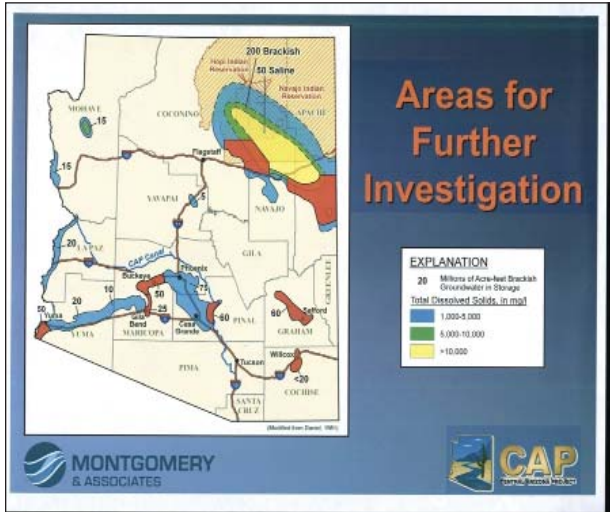 Areas for
Further
Investigation
200 Brackish
50 Saline
Hopi Indian
Reservation
Navajo Indian
Reservation
MOHAVE
COCONINO
APACHE
.15
.15
Flagstaff
YAVAPAI
.5
NAVAJO
20
LA PAZ
CAP Canal
GILA
GREENLEE
Buckeye
Phoenix
50
Yuma
20
10
50
75
Gila
Bend
25
Casa
Grande
60
PINAL
60
Safford
GRAHAM
YUMA
MARICOPA
Tucson
Willcox
PIMA
<20
COCHISE
SANTA
CRUZ
EXPLANATION
20 Millions of Acre-feet Brackish
Groundwater in Storage
Total Dissolved Solids, in mg/l
1,000-5,000
5,000-10,000
>10,000
MONTGOMERY
& ASSOCIATES
CAP
CENTRAL ARIZONA PROJECT